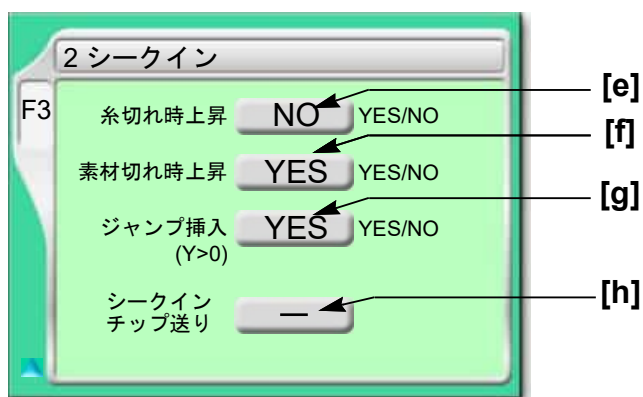 2 シークイン
F3
糸切れ時上昇 NO YES/NO [e]
素材切れ時上昇 YES YES/NO [f]
ジャンプ挿入 YES YES/NO [g]
(Y>0)
シークイン
チップ送り — [h]